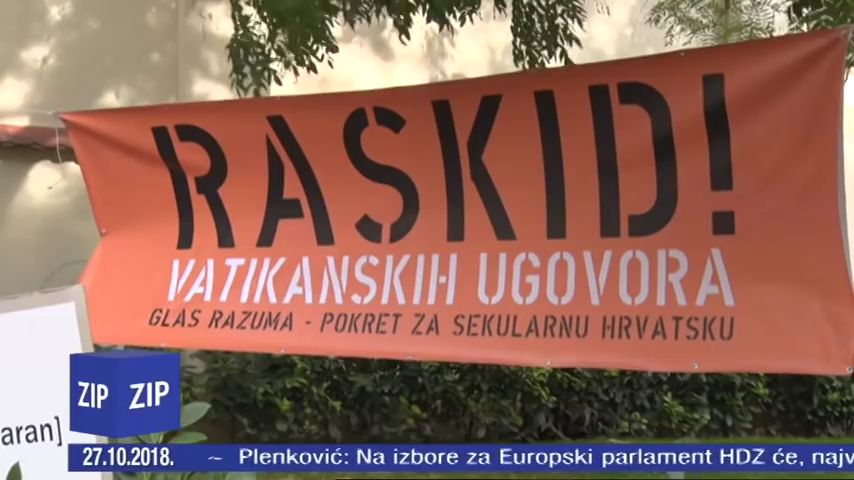 RASKID!
VATIKANSKIH UGOVORA
GLAS RAZUMA - POKRET ZA SEKULARNU HRVATSKU
aran]
ZIP ZIP
27.10.2018. ~ Plenković: Na izbore za Europski parlament HDZ će, najv